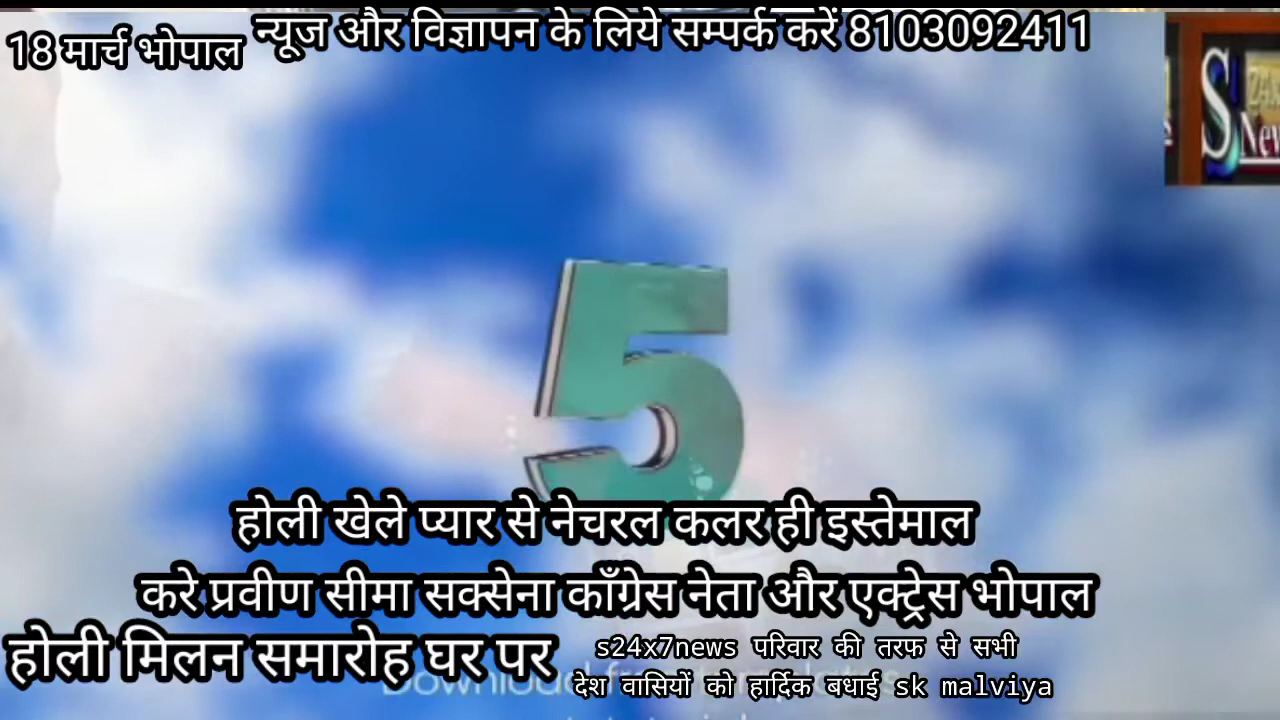 न्यूज और विज्ञापन के लिये सम्पर्क करें 8103092411
18 मार्च भोपाल
S
New
5
होली खेले प्यार से नेचरल कलर ही इस्तेमाल
करे प्रवीण सीमा सक्सेना काँग्रेस नेता और एक्ट्रेस भोपाल
होली मिलन समारोह घर पर
s24x7news परिवार की तरफ से सभी
देश वासियों को हार्दिक बधाई sk malviya